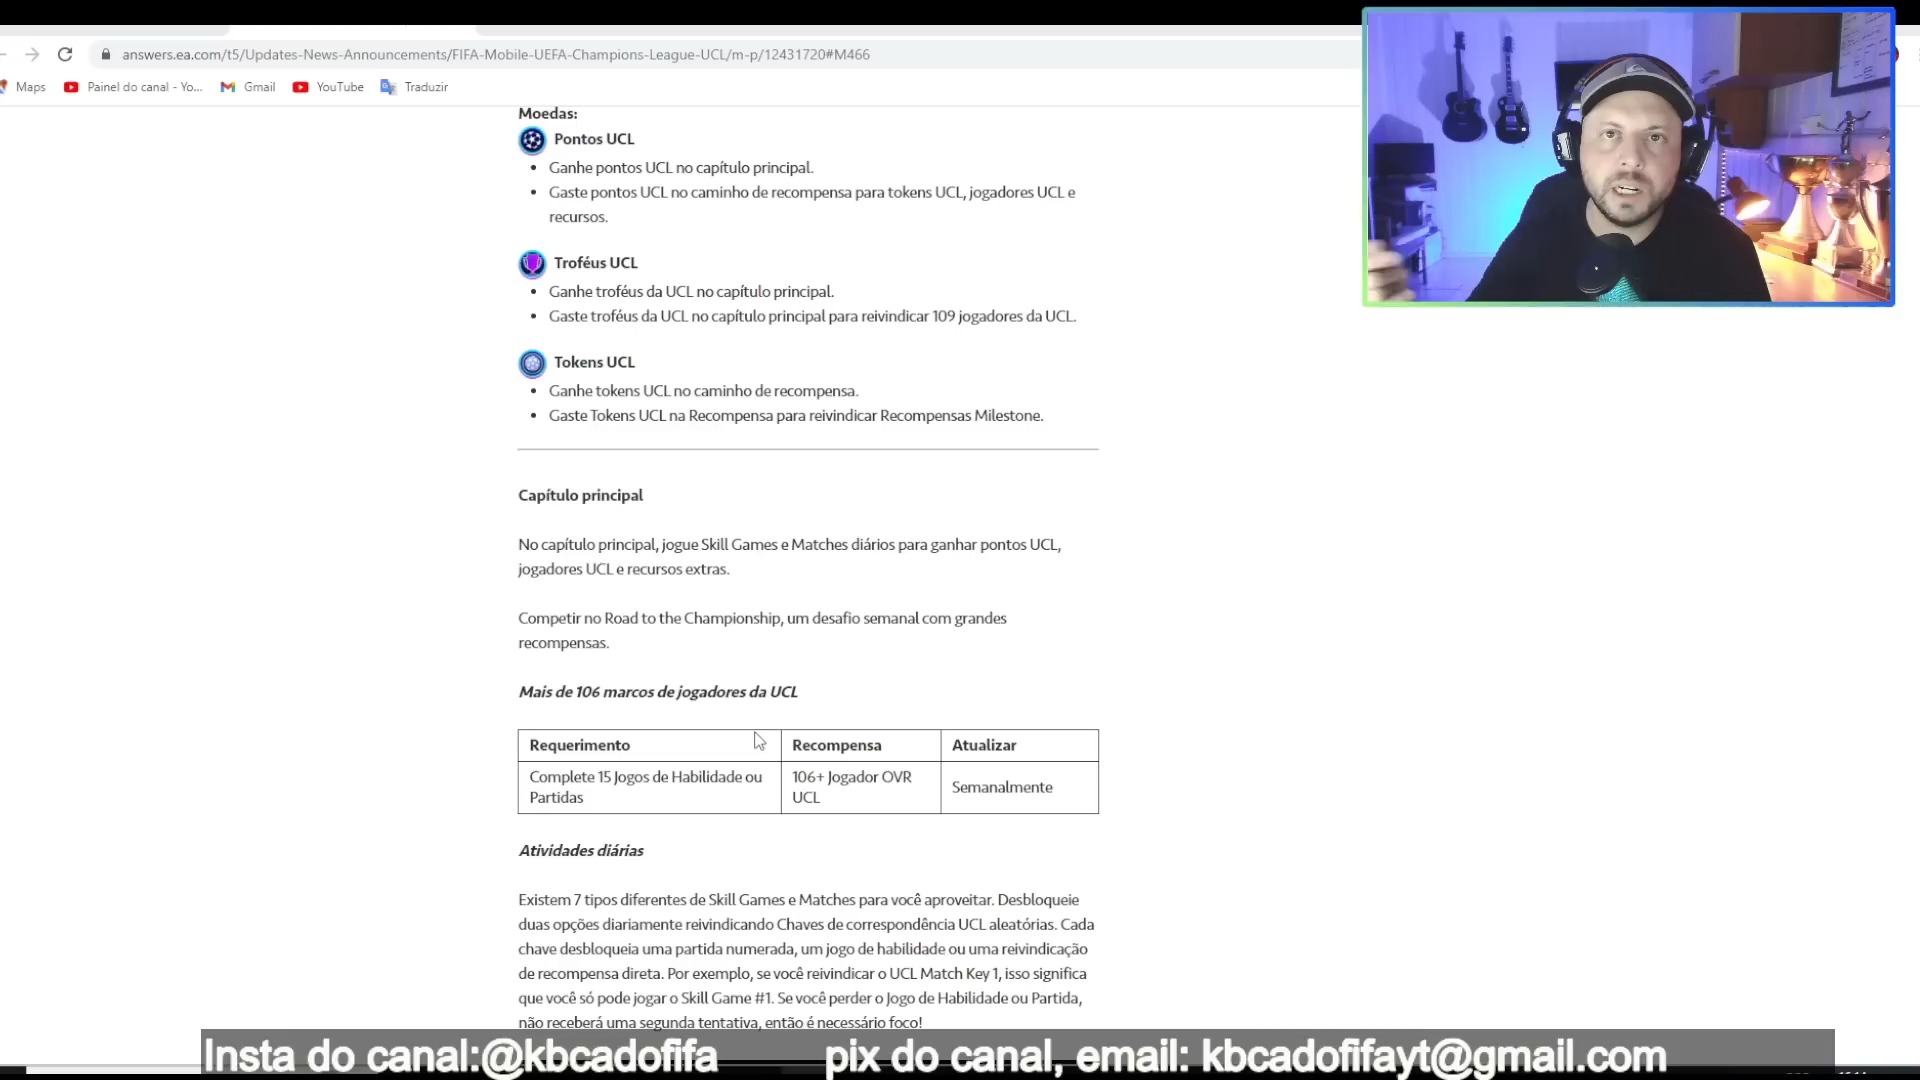 answers.ea.com/t5/Updates-News-Announcements/FIFA-Mobile-UEFA-Champions-League-UCL/m-p/12431720#M466
Maps
Painel do canal - Yo...
Gmail
YouTube
Traduzir
Moedas:
Pontos UCL
• Ganhe pontos UCL no capítulo principal.
• Gaste pontos UCL no caminho de recompensa para tokens UCL, jogadores UCL e
recursos.
Troféus UCL
• Ganhe troféus da UCL no capítulo principal.
• Gaste troféus da UCL no capítulo principal para reivindicar 109 jogadores da UCL.
Tokens UCL
• Ganhe tokens UCL no caminho de recompensa.
• Gaste Tokens UCL na Recompensa para reivindicar Recompensas Milestone.
Capítulo principal
No capítulo principal, jogue Skill Games e Matches diários para ganhar pontos UCL,
jogadores UCL e recursos extras.
Competir no Road to the Championship, um desafio semanal com grandes
recompensas.
Mais de 106 marcos de jogadores da UCL
Requerimento Recompensa Atualizar
Complete 15 Jogos de Habilidade ou
Partidas
106+ Jogador OVR
UCL
Semanalmente
Atividades diárias
Existem 7 tipos diferentes de Skill Games e Matches para você aproveitar. Desbloqueie
duas opções diariamente reivindicando Chaves de correspondência UCL aleatórias. Cada
chave desbloqueia uma partida numerada, um jogo de habilidade ou uma reivindicação
de recompensa direta. Por exemplo, se você reivindicar o UCL Match Key 1, isso significa
que você só pode jogar o Skill Game #1. Se você perder o Jogo de Habilidade ou Partida,
não receberá uma segunda tentativa, então é necessário foco!
Insta do canal:@kbcadofifa pix do canal, email: kbcadofifayt@gmail.com